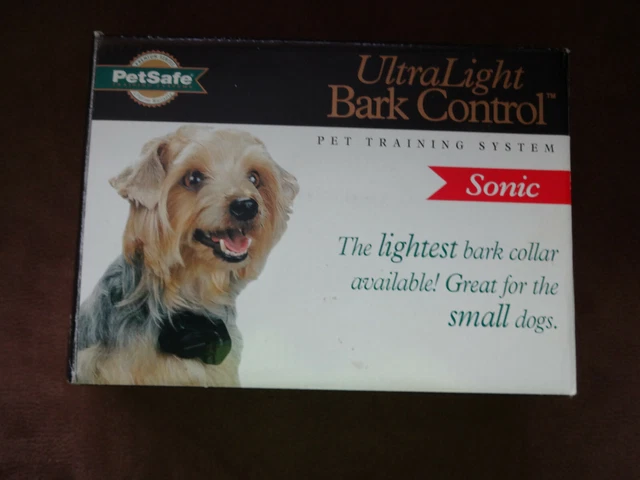 PetSafe
UltraLight
Bark Control™
PET TRAINING SYSTEM
Sonic
The lightest bark collar
available! Great for the
small dogs.